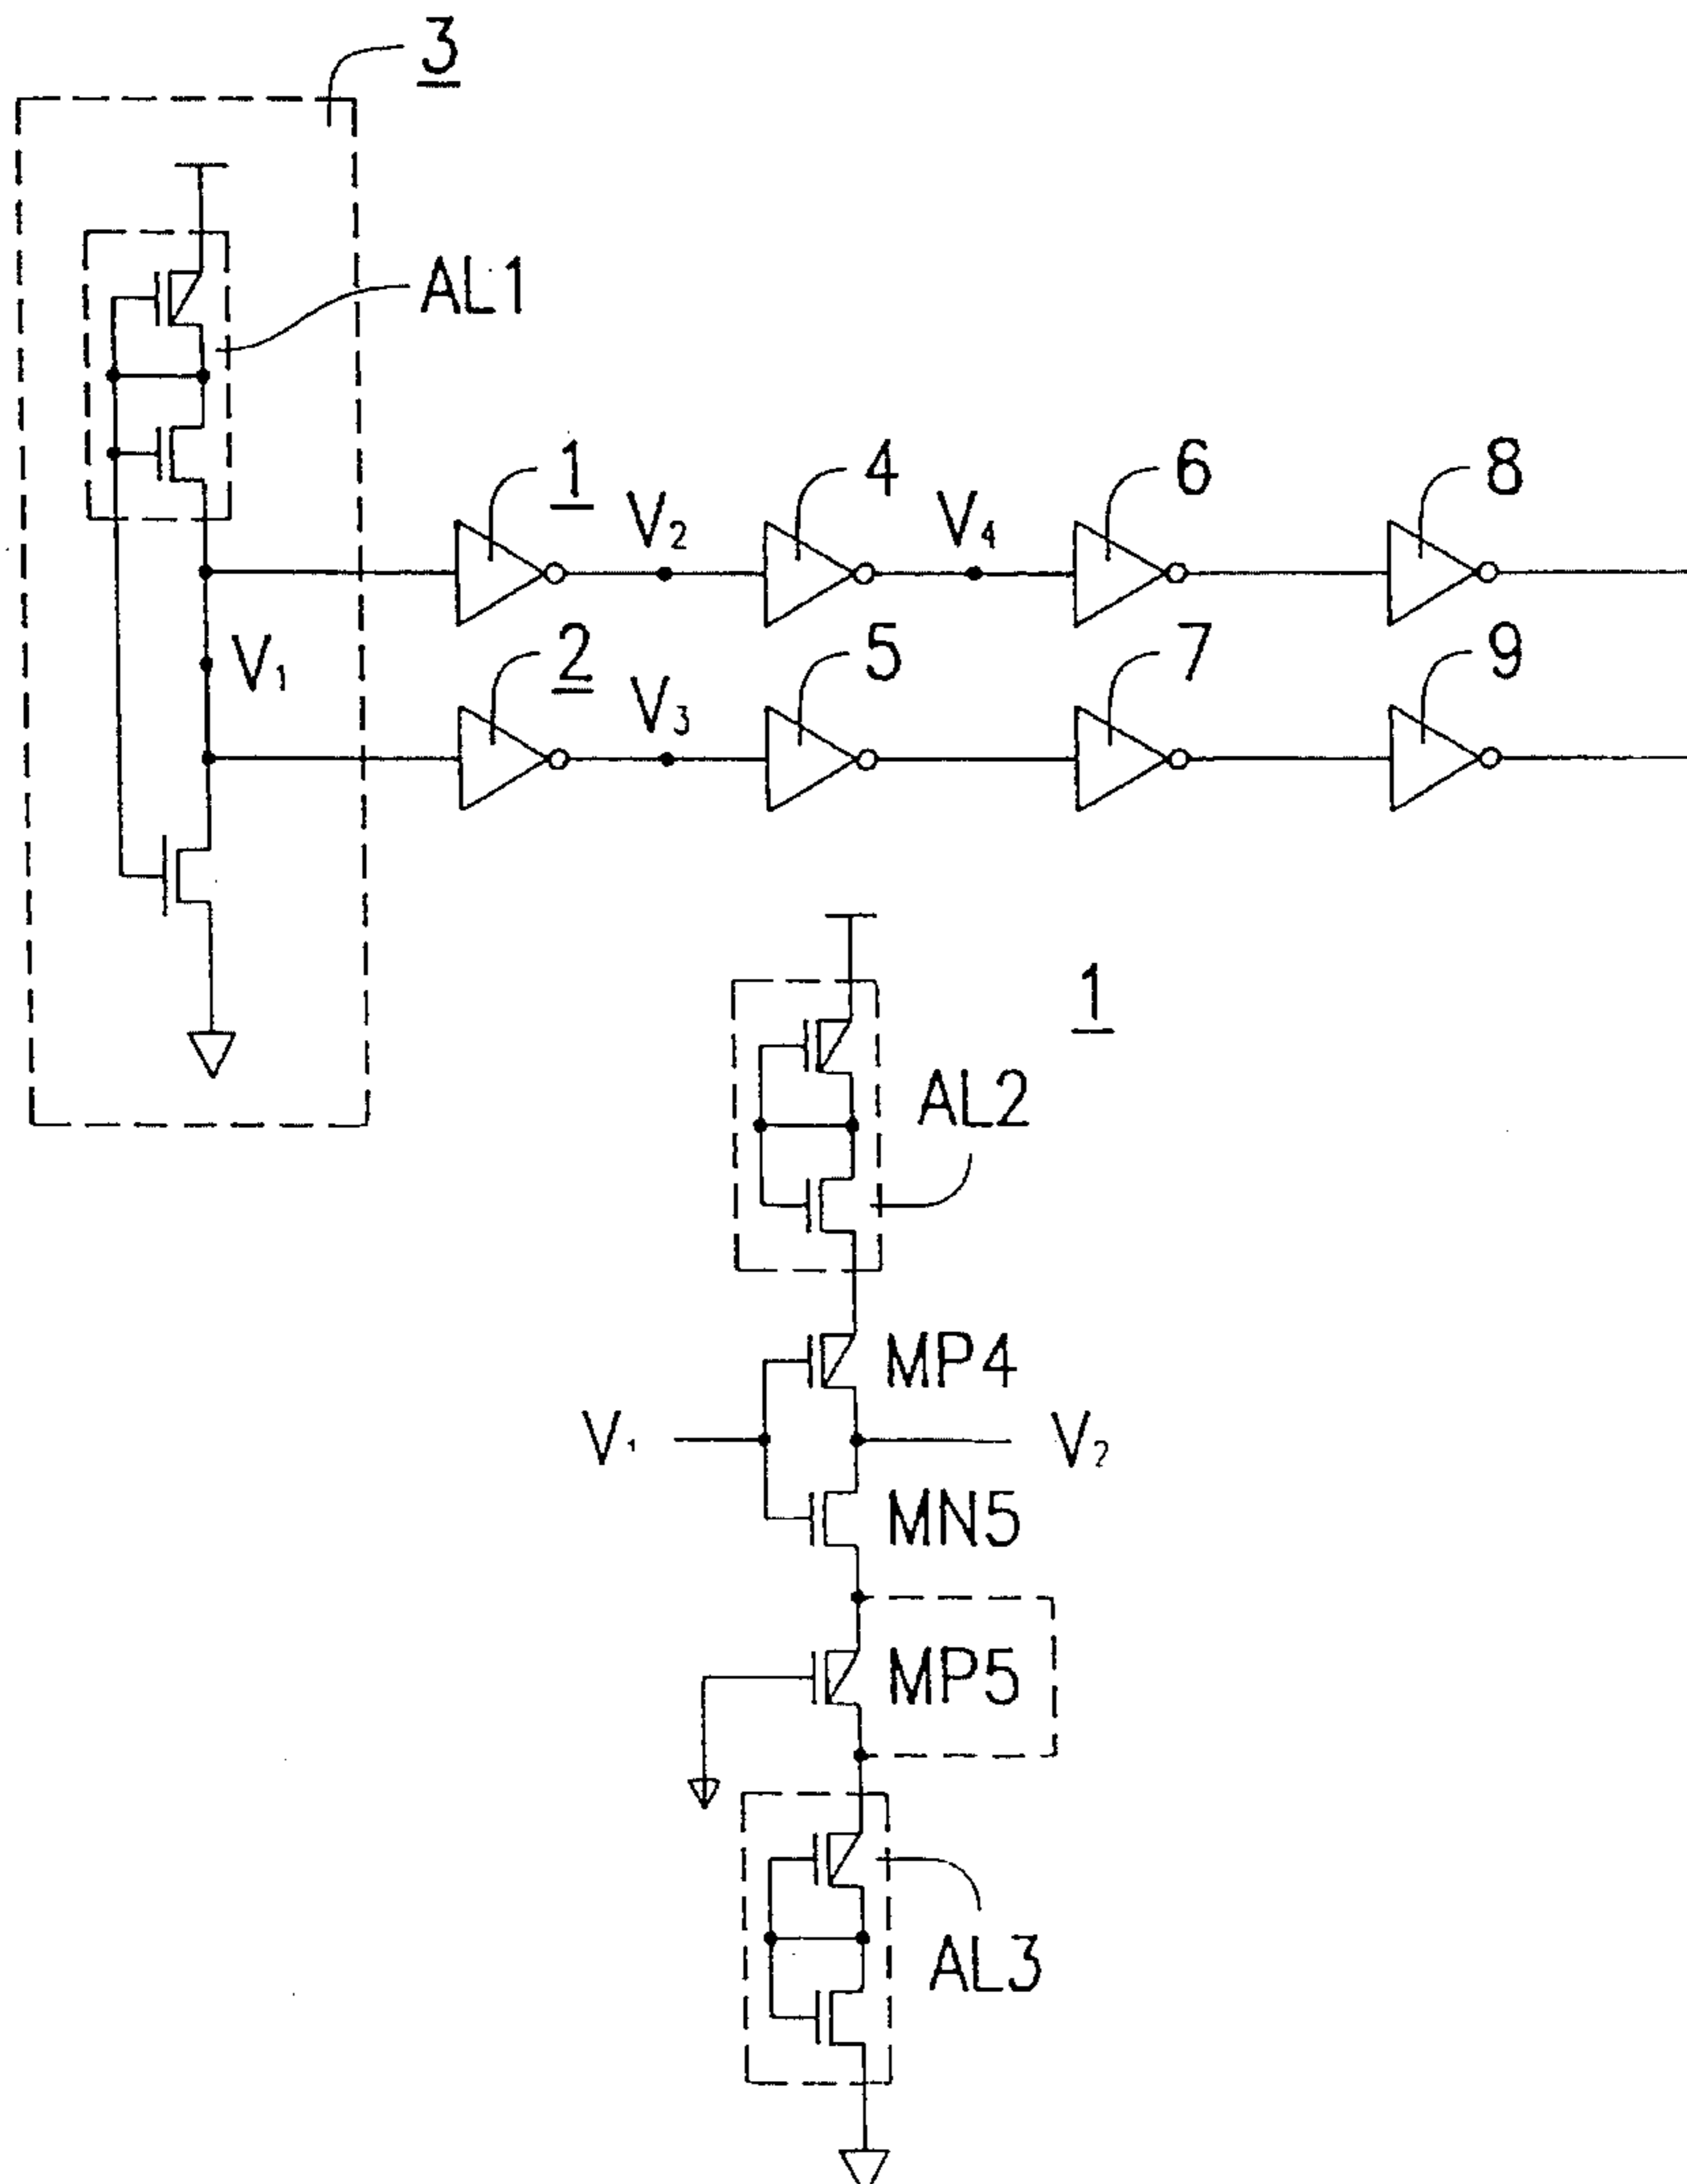 3
AL1
1 V₂ 4 V₄ 6 8
V₁ 2 V₃ 5 7 9
1
AL2
MP4
V₁ V₂
MN5
MP5
AL3